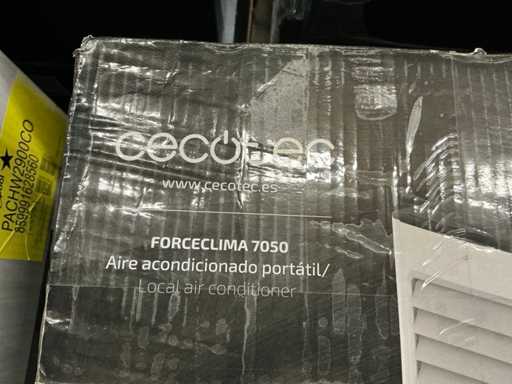 cecotec
www.cecotec.es
FORCECLIMA 7050
Aire acondicionado portátil/
Local air conditioner
PACHW2900CO